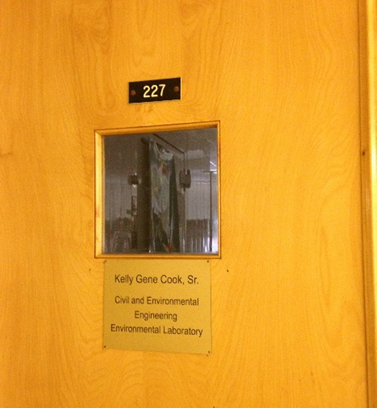 227
Kelly Gene Cook, Sr.
Civil and Environmental
Engineering
Environmental Laboratory